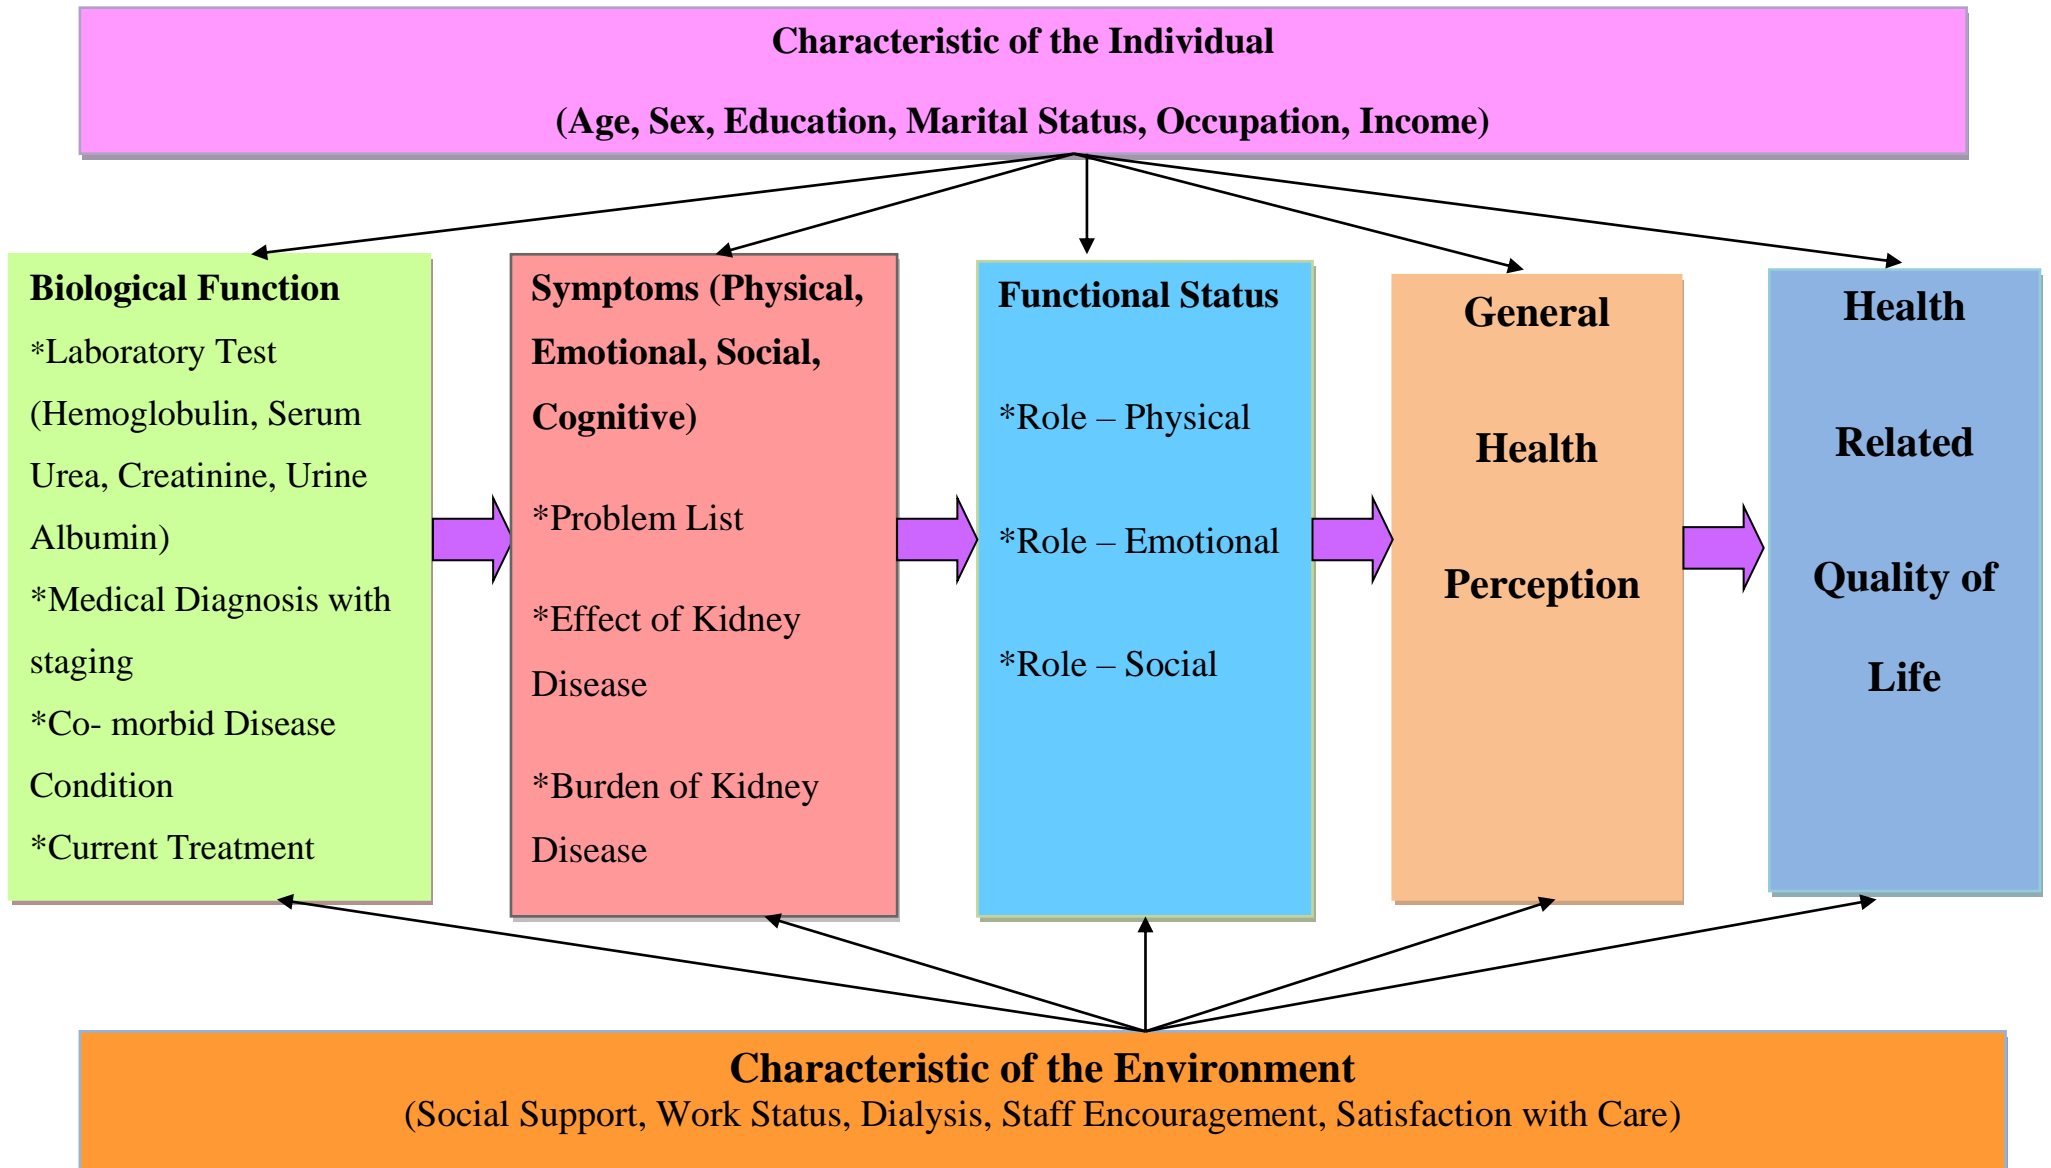 Characteristic of the Individual
(Age, Sex, Education, Marital Status, Occupation, Income)
Biological Function
*Laboratory Test
(Hemoglobulin, Serum
Urea, Creatinine, Urine
Albumin)
*Medical Diagnosis with
staging
*Co- morbid Disease
Condition
*Current Treatment
Symptoms (Physical,
Emotional, Social,
Cognitive)
*Problem List
*Effect of Kidney
Disease
*Burden of Kidney
Disease
Functional Status
*Role – Physical
*Role – Emotional
*Role – Social
General
Health
Perception
Health
Related
Quality of
Life
Characteristic of the Environment
(Social Support, Work Status, Dialysis, Staff Encouragement, Satisfaction with Care)